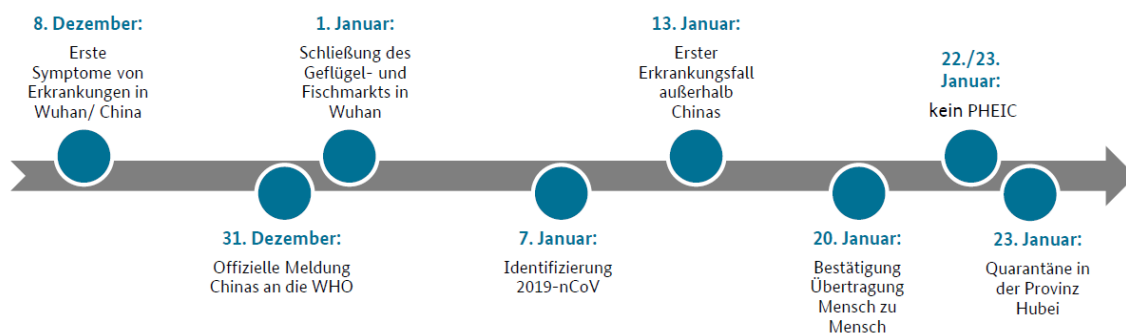 8. Dezember:
Erste
Symptome von
Erkrankungen in
Wuhan/ China
31. Dezember:
Offizielle Meldung
Chinas an die WHO
1. Januar:
Schließung des
Geflügel- und
Fischmarkts in
Wuhan
7. Januar:
Identifizierung
2019-nCoV
13. Januar:
Erster
Erkrankungsfall
außerhalb
Chinas
20. Januar:
Bestätigung
Übertragung
Mensch zu
Mensch
22./23.
Januar:
kein PHEIC
23. Januar:
Quarantäne in
der Provinz
Hubei